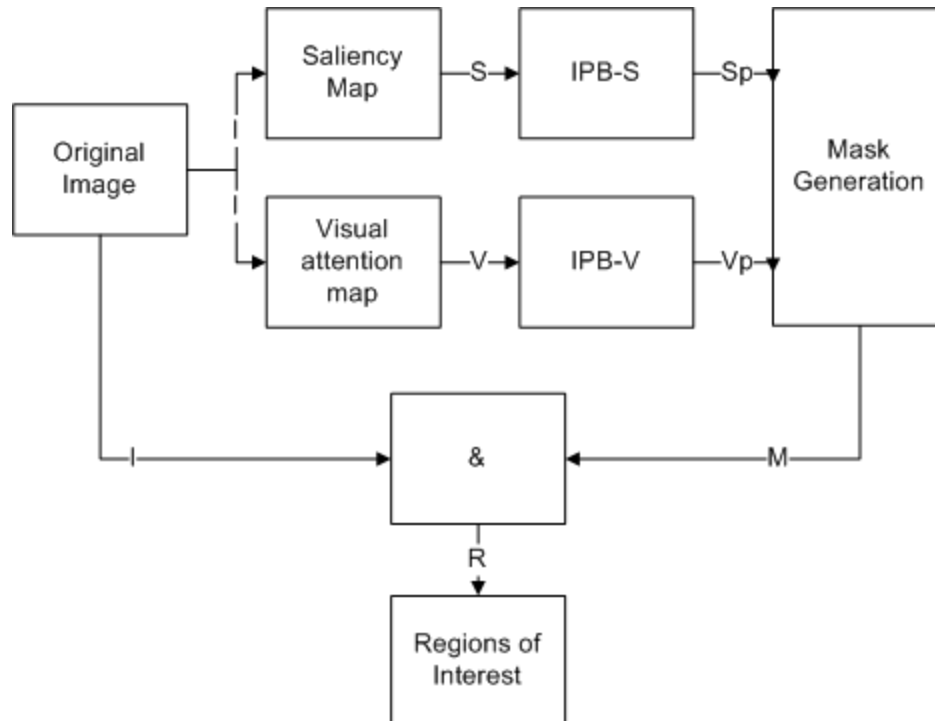 Saliency
Map
S
IPB-S
Sp
Mask
Generation
Original
Image
Visual
attention
map
V
IPB-V
Vp
I
&
M
R
Regions of
Interest